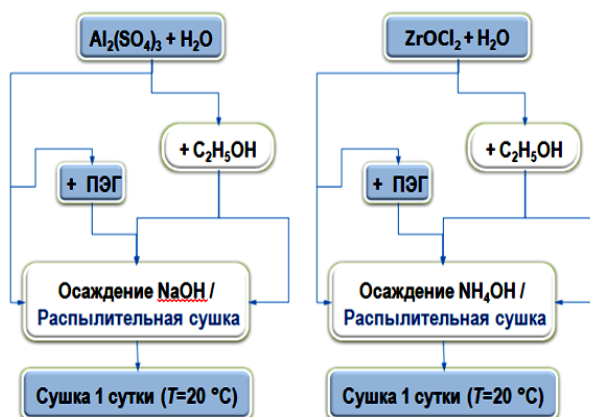 Al₂(SO₄)₃ + H₂O
+ C₂H₅OH
+ ПЭГ
Осаждение NaOH /
Распылительная сушка
Сушка 1 сутки (T=20 °C)
ZrOCl₂ + H₂O
+ C₂H₅OH
+ ПЭГ
Осаждение NH₄OH /
Распылительная сушка
Сушка 1 сутки (T=20 °C)